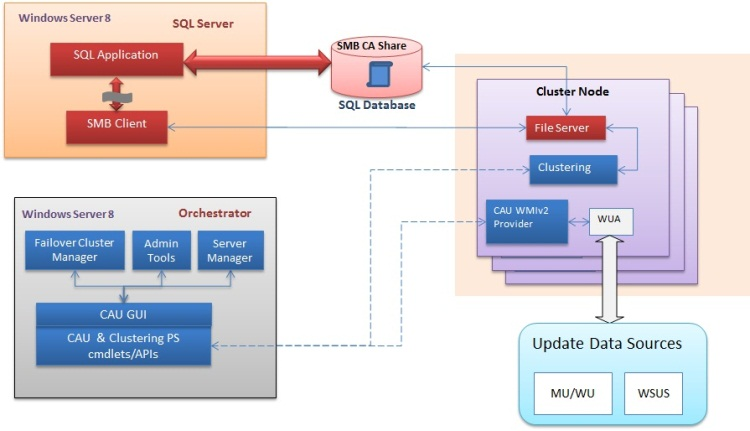 Windows Server 8
SQL Server
SQL Application
SMB Client
SMB CA Share
SQL Database
Cluster Node
File Server
Clustering
CAU WMIv2
Provider
WUA
Windows Server 8
Orchestrator
Failover Cluster
Manager
Admin
Tools
Server
Manager
CAU GUI
CAU & Clustering PS
cmdlets/APIs
Update Data Sources
MU/WU
WSUS